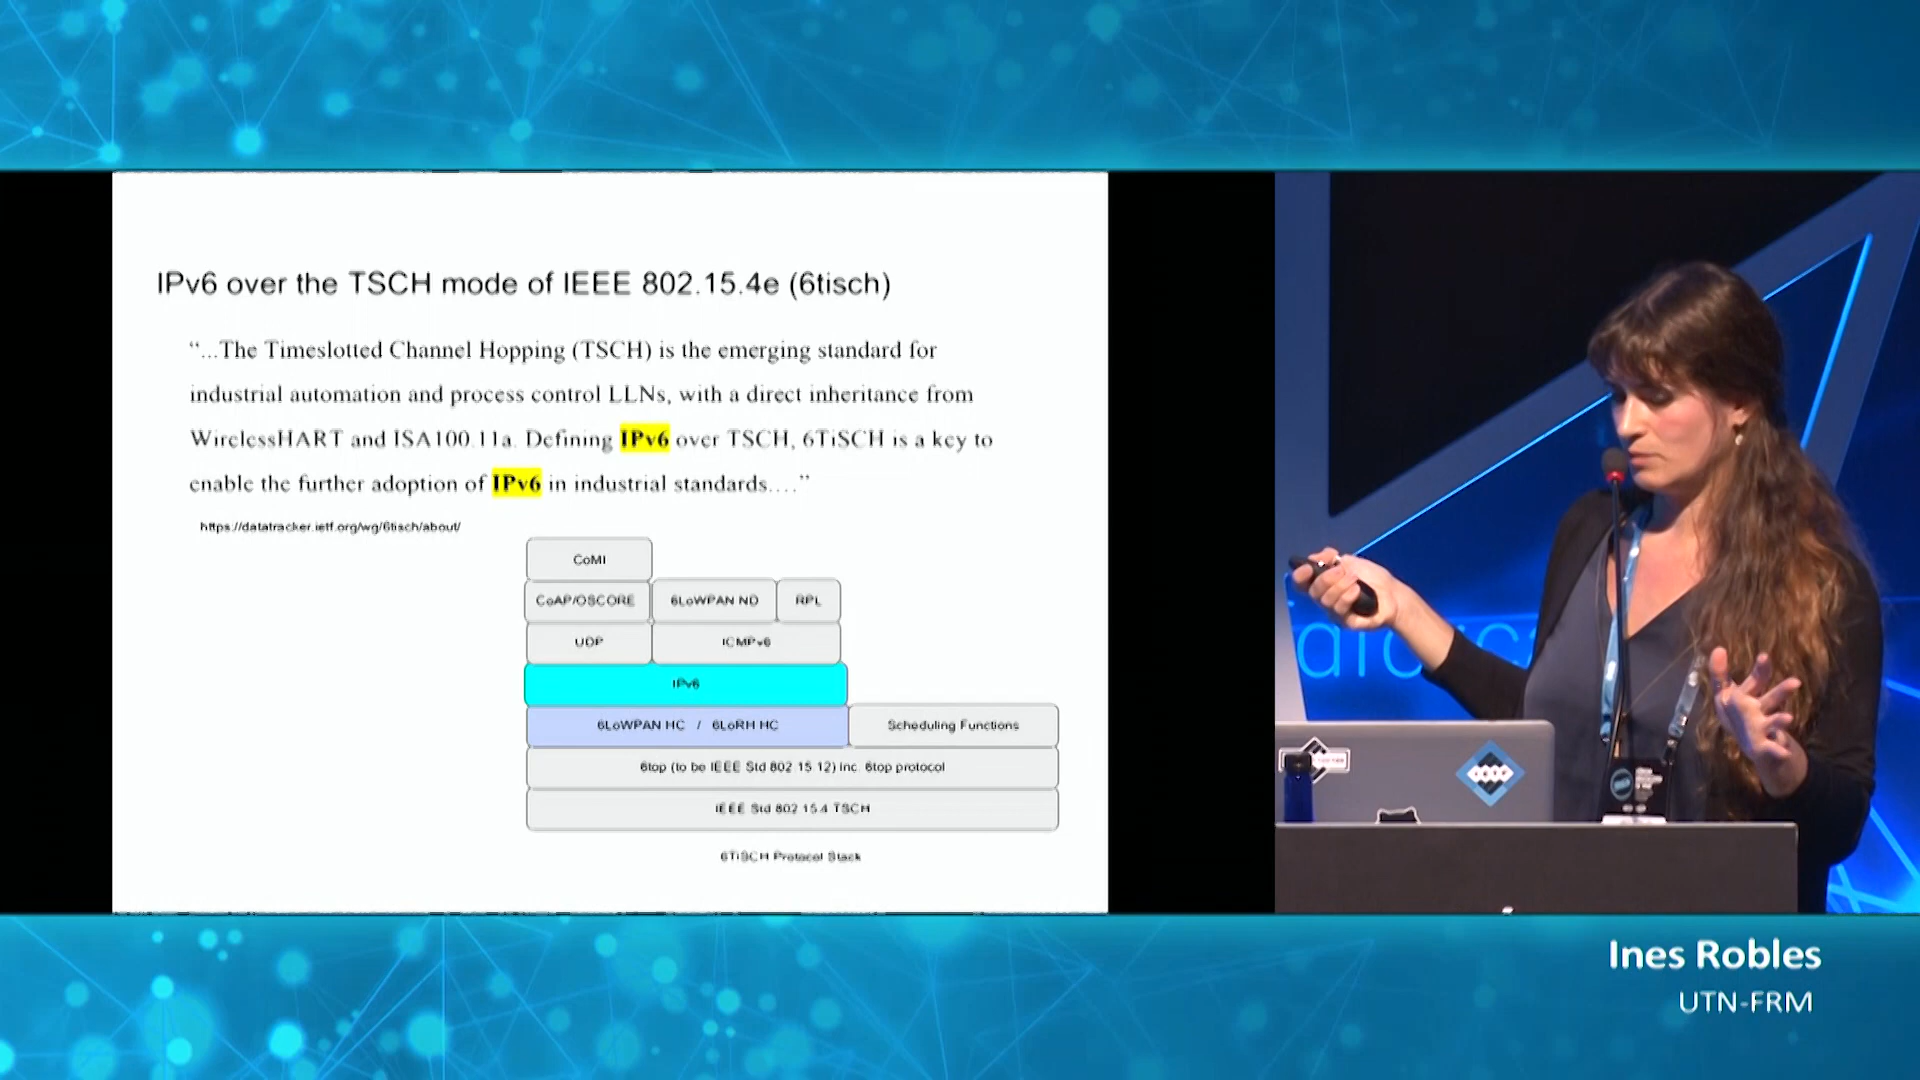 IPv6 over the TSCH mode of IEEE 802.15.4e (6tisch)
“...The Timeslotted Channel Hopping (TSCH) is the emerging standard for
industrial automation and process control LLNs, with a direct inheritance from
WirelessHART and ISA100.11a. Defining IPv6 over TSCH, 6TiSCH is a key to
enable the further adoption of IPv6 in industrial standards....”
https://datatracker.ietf.org/wg/6tisch/about/
CoMI
CoAP/OSCORE 6LoWPAN ND RPL
UDP ICMPv6
IPv6
6LoWPAN HC / 6LoRH HC Scheduling Functions
6top (to be IEEE Std 802 15 12) inc. 6top protocol
IEEE Std 802 15.4 TSCH
6TiSCH Protocol Stack
Ines Robles
UTN-FRM